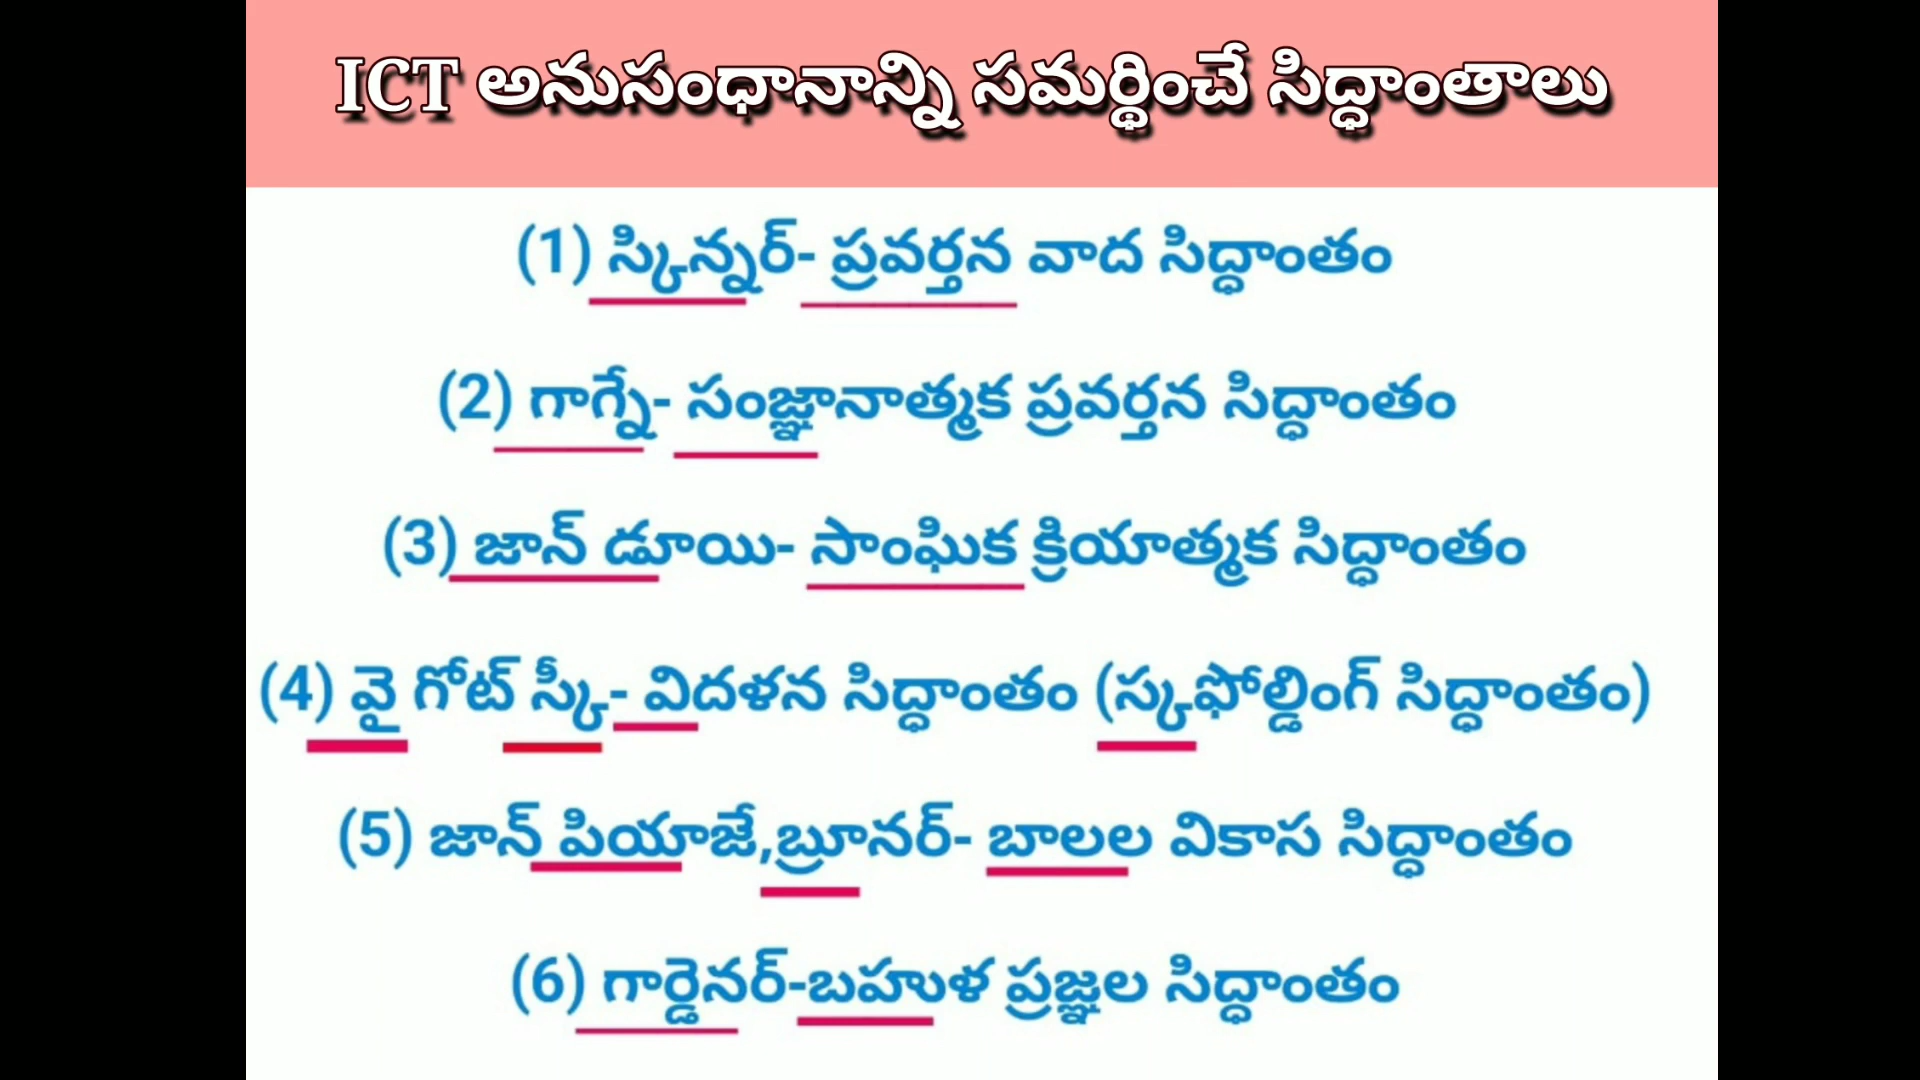 ICT అనుసంధానాన్ని సమర్థించే సిద్ధాంతాలు
(1) స్కిన్నర్- ప్రవర్తన వాద సిద్ధాంతం
(2) గాగ్నే- సంజ్ఞానాత్మక ప్రవర్తన సిద్ధాంతం
(3) జాన్ డూయి- సాంఘిక క్రియాత్మక సిద్ధాంతం
(4) వై గోట్ స్కీ- విదళన సిద్ధాంతం (స్కఫోల్డింగ్ సిద్ధాంతం)
(5) జాన్ పియాజే,బ్రూనర్- బాలల వికాస సిద్ధాంతం
(6) గార్డెనర్-బహుళ ప్రజ్ఞల సిద్ధాంతం